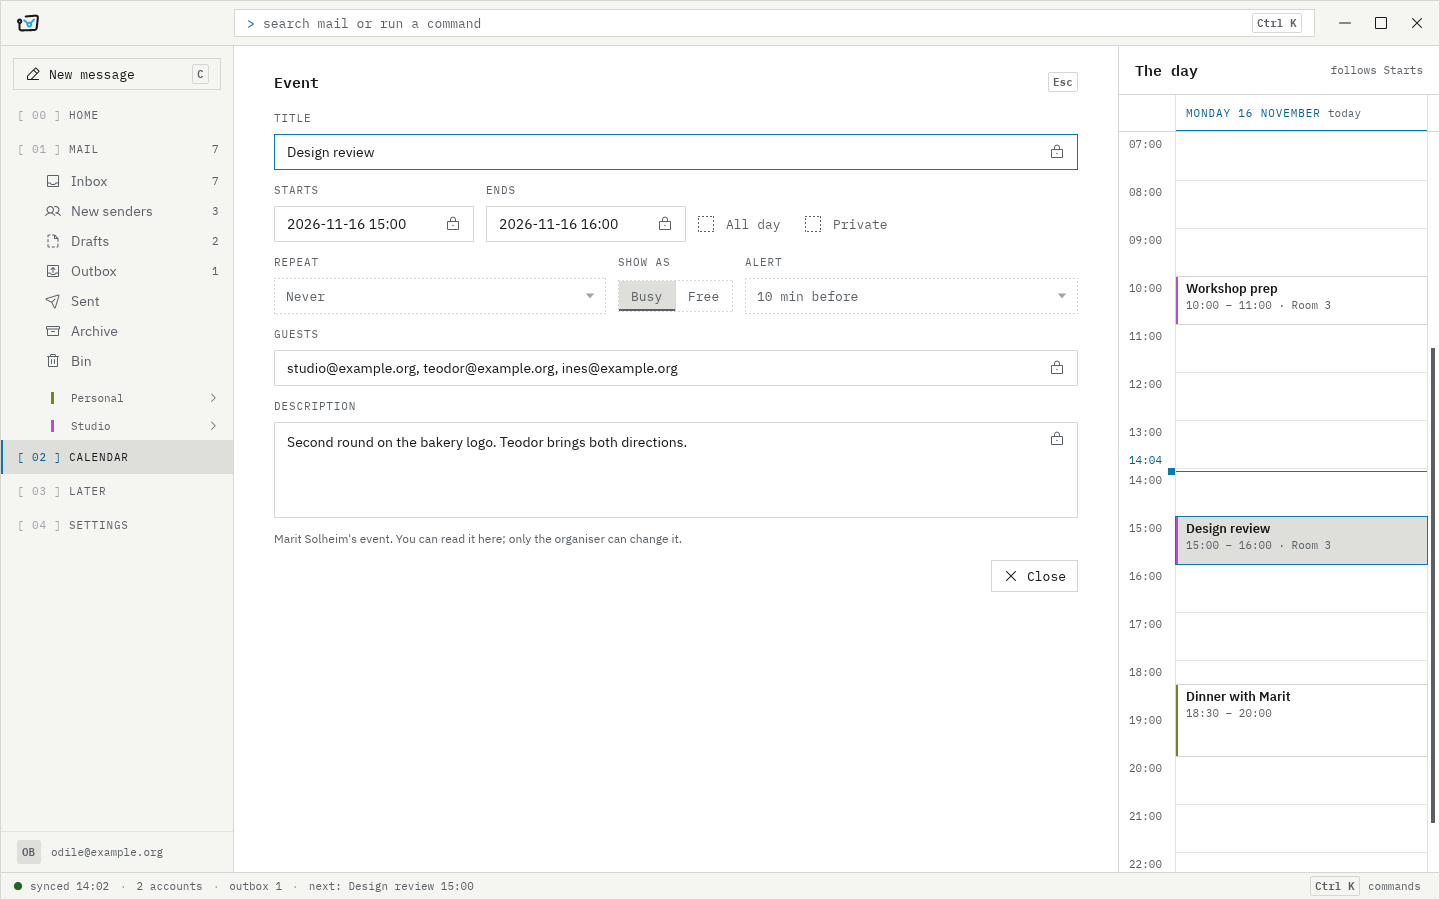 > search mail or run a command Ctrl K
New message C
[ 00 ] HOME
[ 01 ] MAIL 7
Inbox 7
New senders 3
Drafts 2
Outbox 1
Sent
Archive
Bin
Personal
Studio
[ 02 ] CALENDAR
[ 03 ] LATER
[ 04 ] SETTINGS
OB odile@example.org
Event Esc
TITLE
Design review
STARTS ENDS
2026-11-16 15:00 2026-11-16 16:00 All day Private
REPEAT SHOW AS ALERT
Never Busy Free 10 min before
GUESTS
studio@example.org, teodor@example.org, ines@example.org
DESCRIPTION
Second round on the bakery logo. Teodor brings both directions.
Marit Solheim's event. You can read it here; only the organiser can change it.
Close
The day follows Starts
MONDAY 16 NOVEMBER today
07:00
08:00
09:00
10:00 Workshop prep
10:00 – 11:00 · Room 3
11:00
12:00
13:00
14:04
14:00
15:00 Design review
15:00 – 16:00 · Room 3
16:00
17:00
18:00
Dinner with Marit
18:30 – 20:00
19:00
20:00
21:00
22:00
synced 14:02 · 2 accounts · outbox 1 · next: Design review 15:00 Ctrl K commands